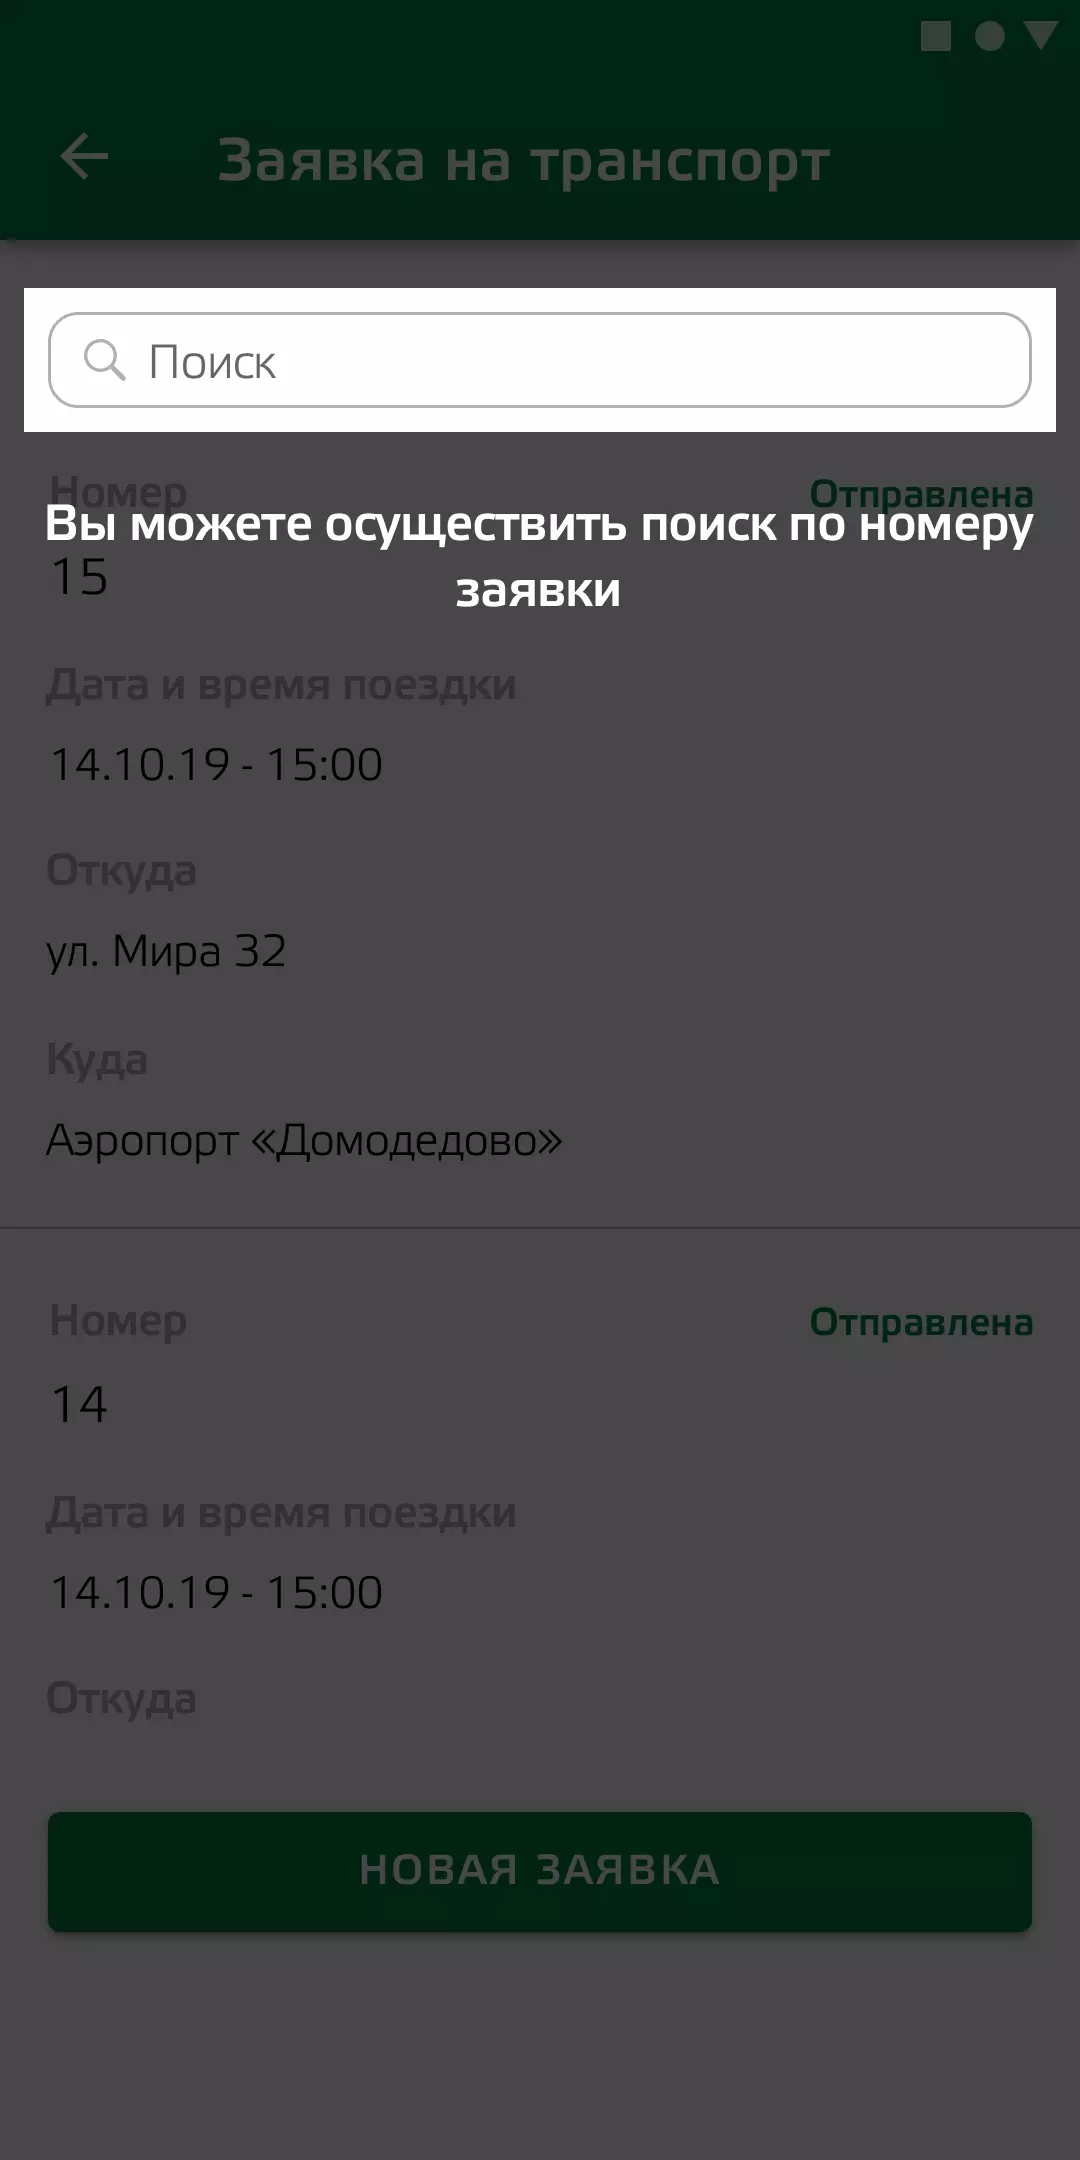 Заявка на транспорт
Поиск
Номер
Отправлена
Вы можете осуществить поиск по номеру
заявки
15
Дата и время поездки
14.10.19 - 15:00
Откуда
ул. Мира 32
Куда
Аэропорт «Домодедово»
Номер
Отправлена
14
Дата и время поездки
14.10.19 - 15:00
Откуда
НОВАЯ ЗАЯВКА